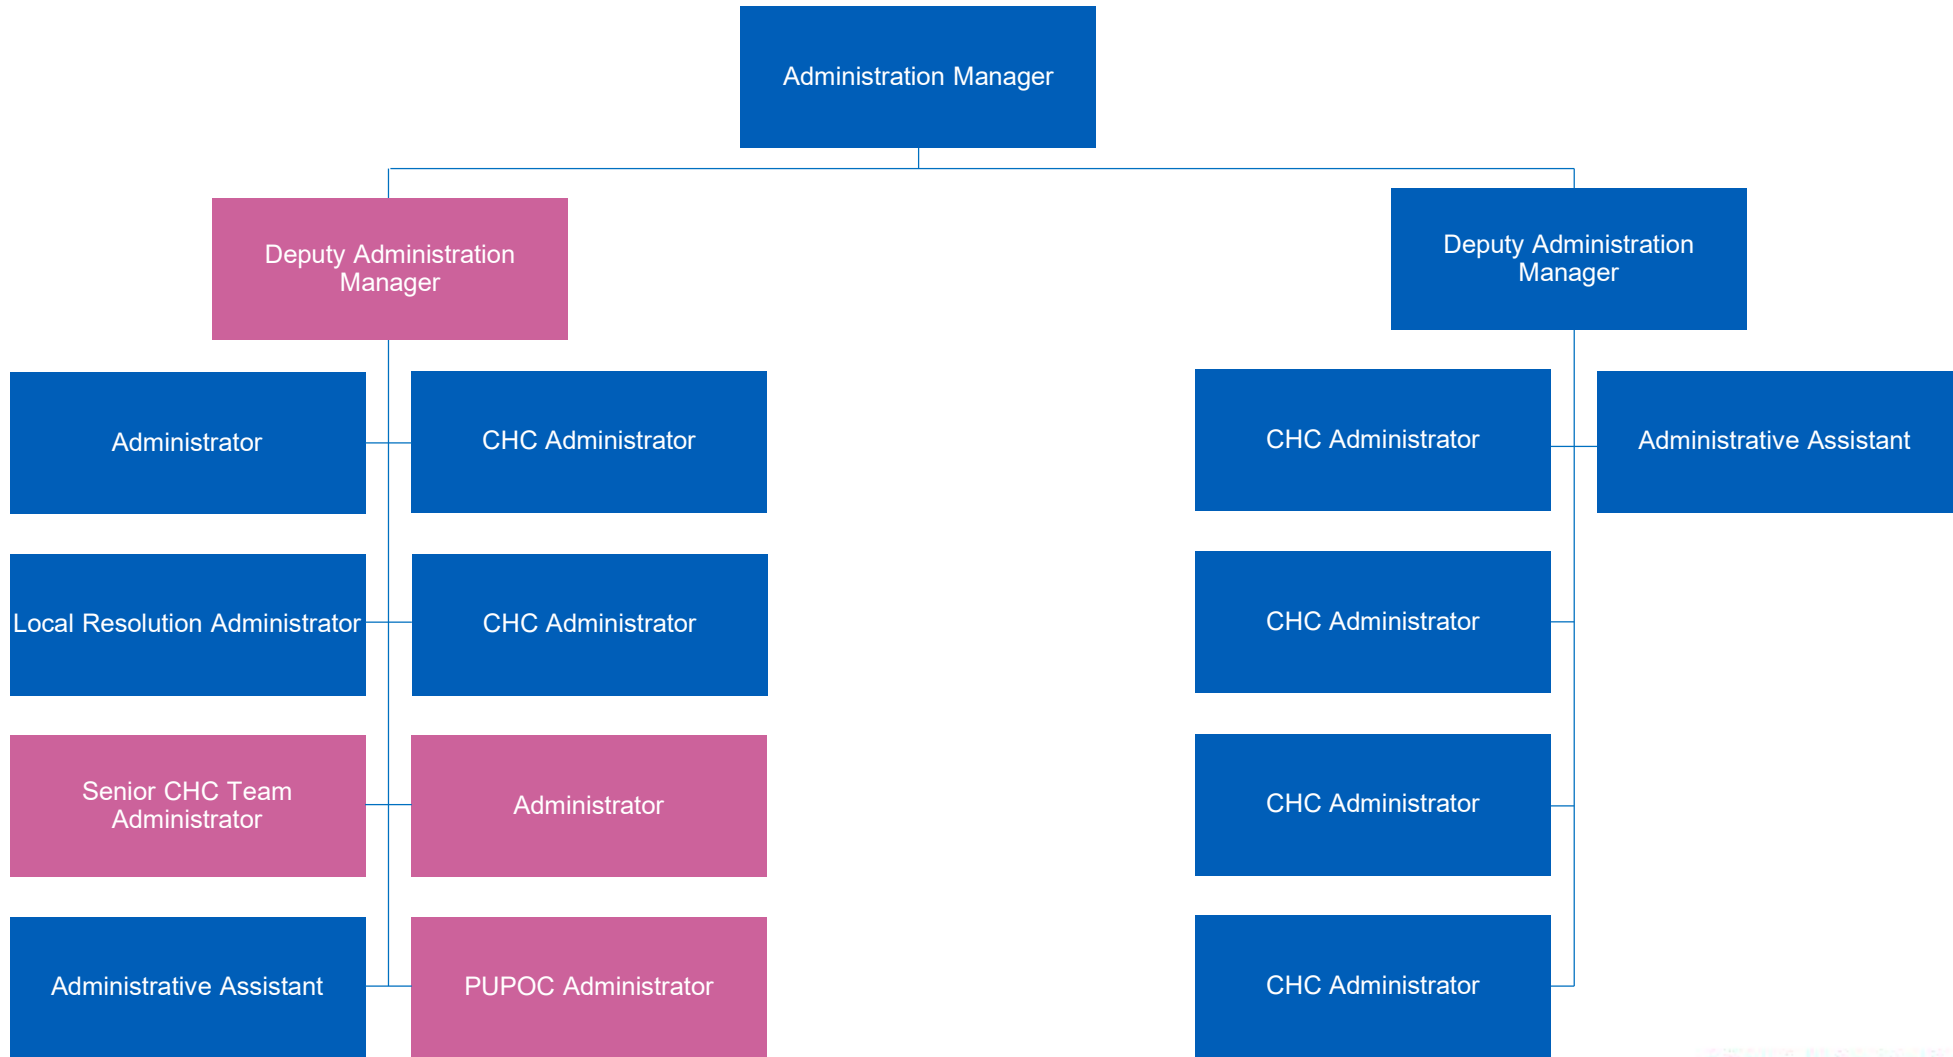 Administration Manager
Deputy Administration
Manager
Deputy Administration
Manager
Administrator
CHC Administrator
CHC Administrator
Administrative Assistant
Local Resolution Administrator
CHC Administrator
CHC Administrator
Senior CHC Team
Administrator
Administrator
CHC Administrator
Administrative Assistant
PUPOC Administrator
CHC Administrator